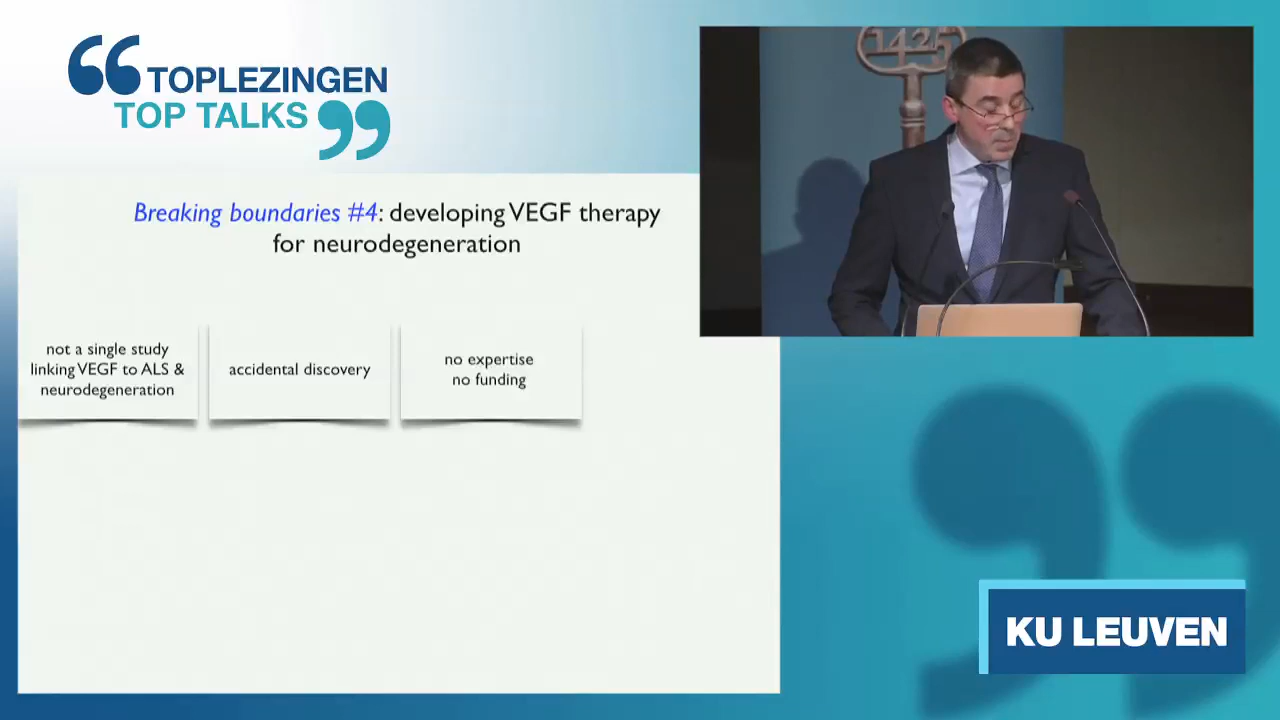 TOPLEZINGEN
TOP TALKS
1425
Breaking boundaries #4: developing VEGF therapy
for neurodegeneration
not a single study
linking VEGF to ALS &
neurodegeneration
accidental discovery
no expertise
no funding
KU LEUVEN